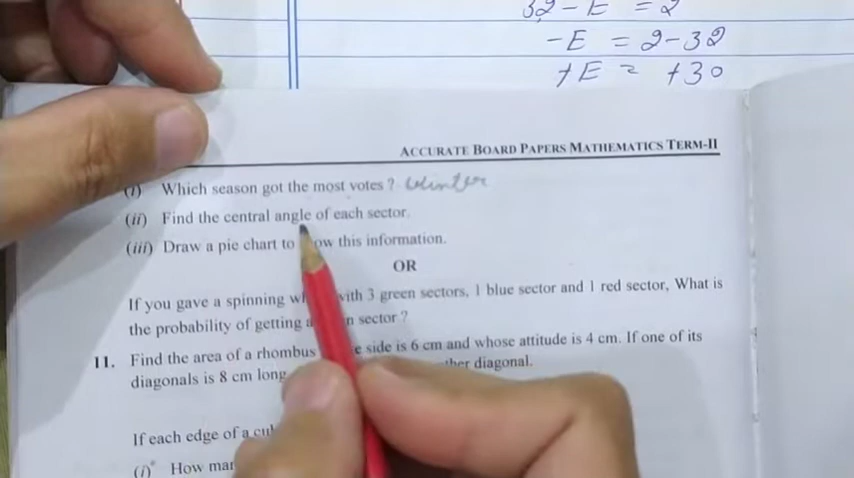 32 - E = 2
-E = 2-32
+E = +30
ACCURATE BOARD PAPERS MATHEMATICS TERM-II
(i) Which season got the most votes ? Winter
(ii) Find the central angle of each sector.
(iii) Draw a pie chart to ow this information.
OR
If you gave a spinning with 3 green sectors, 1 blue sector and 1 red sector, What is
the probability of getting a n sector ?
11. Find the area of a rhombus e side is 6 cm and whose attitude is 4 cm. If one of its
diagonals is 8 cm long ther diagonal.
If each edge of a
(i) How